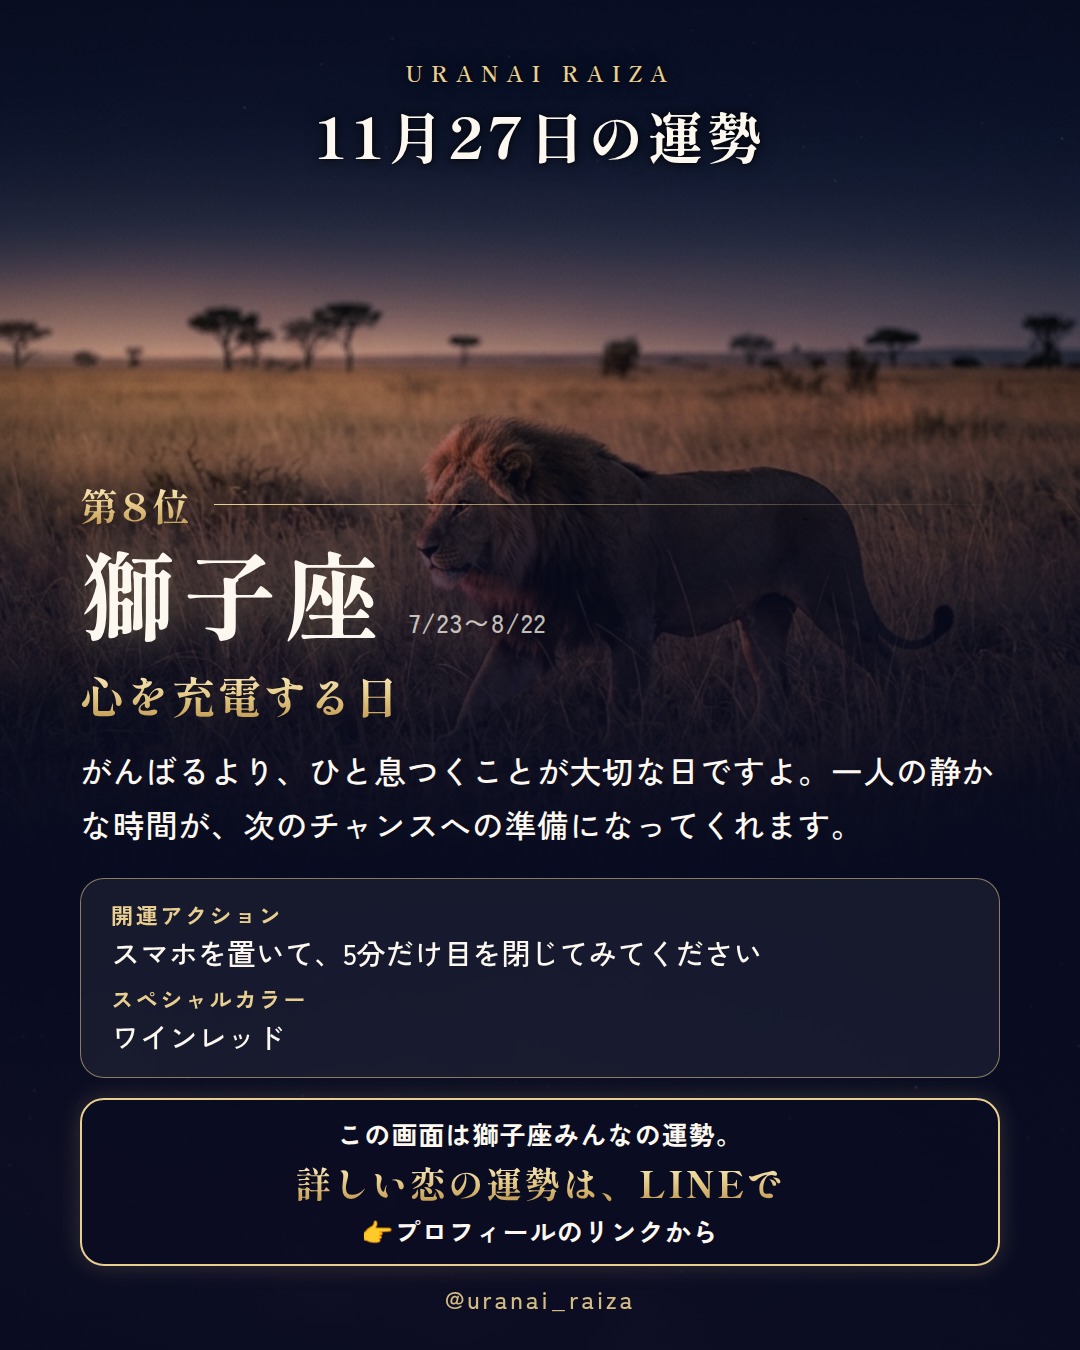 URANAI RAIZA
11月27日の運勢
第8位
獅子座 7/23〜8/22
心を充電する日
がんばるより、ひと息つくことが大切な日ですよ。一人の静か
な時間が、次のチャンスへの準備になってくれます。
開運アクション
スマホを置いて、5分だけ目を閉じてみてください
スペシャルカラー
ワインレッド
この画面は獅子座みんなの運勢。
詳しい恋の運勢は、LINEで
👉プロフィールのリンクから
@uranai_raiza